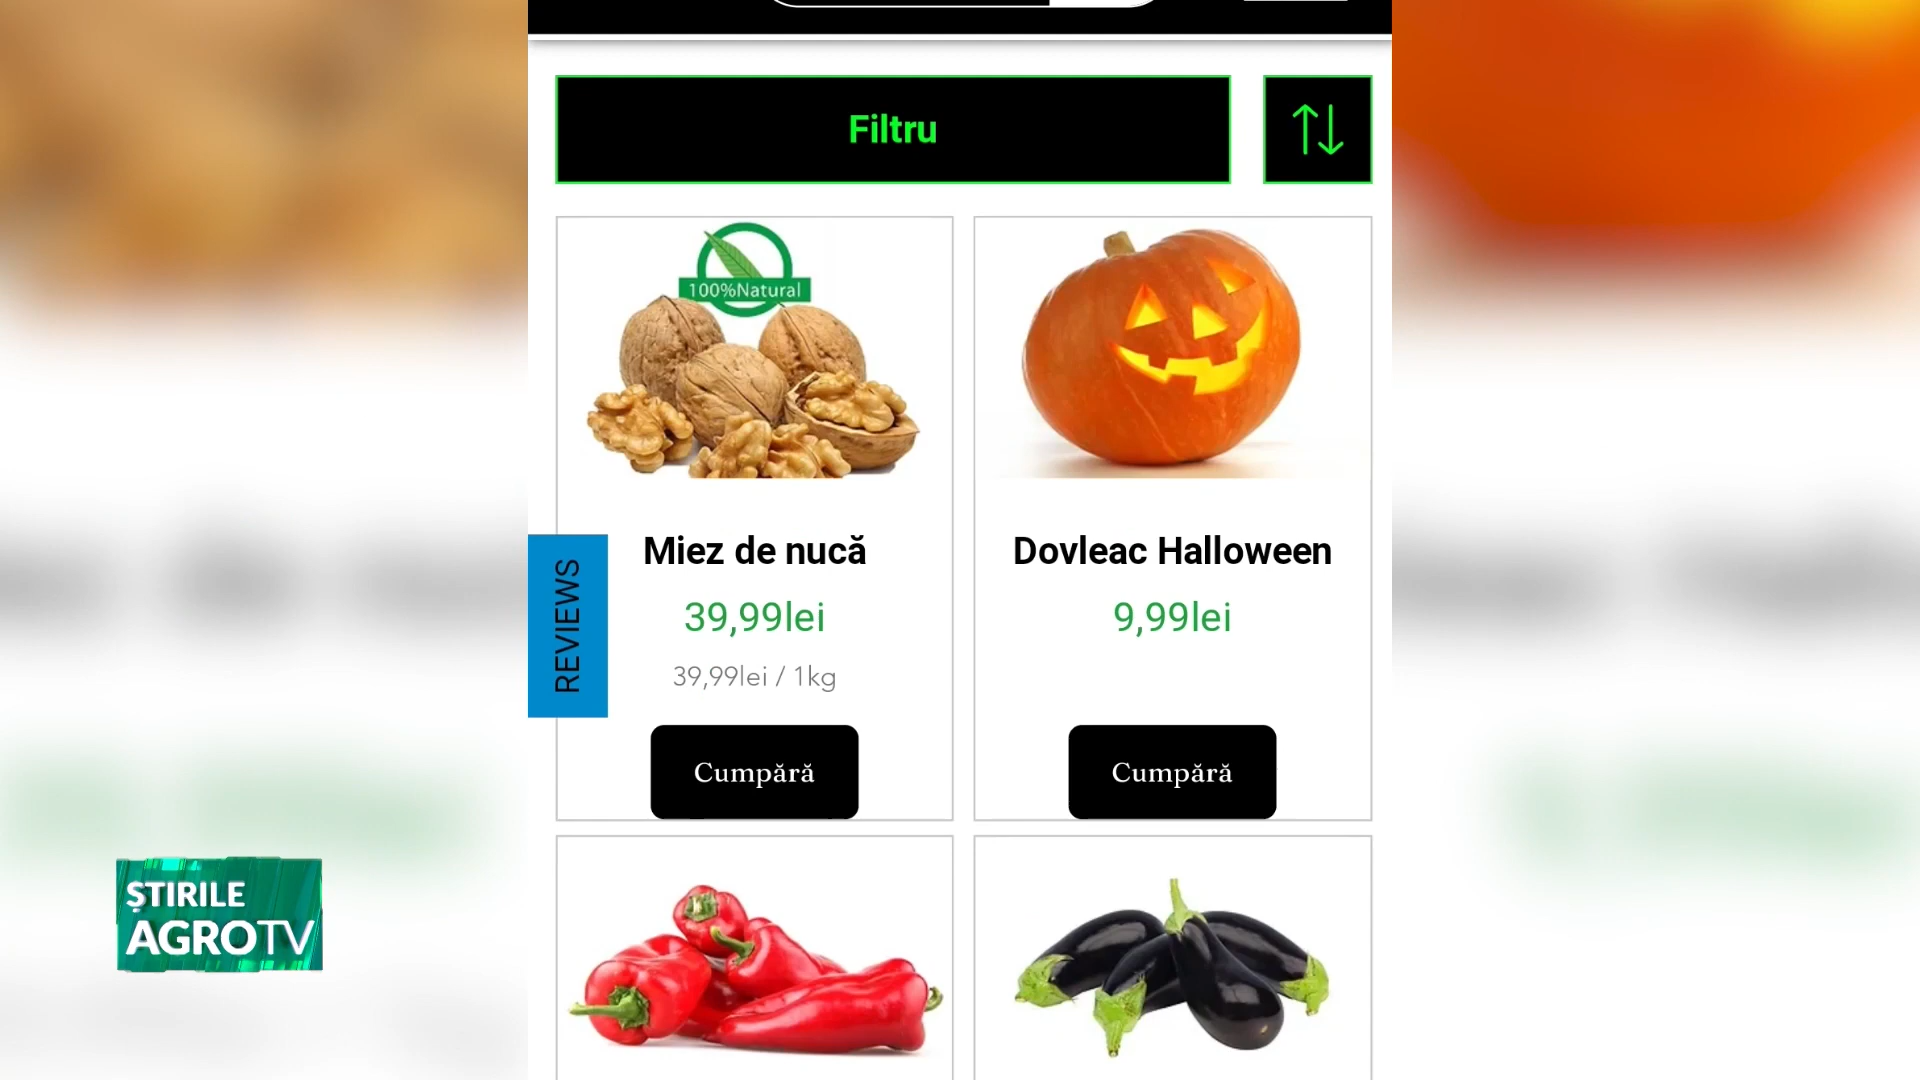 Filtru
100%Natural
Miez de nucă
39,99lei
39,99lei / 1kg
Cumpără
Dovleac Halloween
9,99lei
Cumpără
REVIEWS
ȘTIRILE
AGROTV